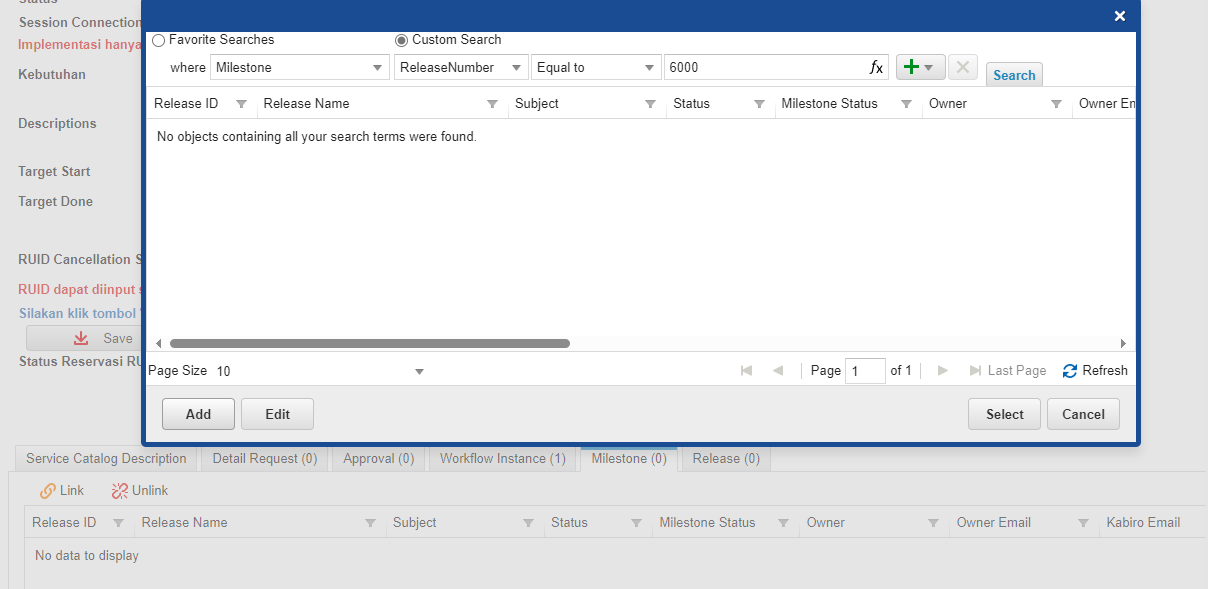 Status
Session Connection
Implementasi hanya
Kebutuhan
Descriptions
Target Start
Target Done
RUID Cancellation S
RUID dapat diinput s
Silakan klik tombol "
Save
Status Reservasi RU
Favorite Searches Custom Search
where Milestone ReleaseNumber Equal to 6000 fx Search
Release ID Release Name Subject Status Milestone Status Owner Owner Em
No objects containing all your search terms were found.
Page Size 10 Page 1 of 1 Last Page Refresh
Add Edit Select Cancel
Service Catalog Description Detail Request (0) Approval (0) Workflow Instance (1) Milestone (0) Release (0)
Link Unlink
Release ID Release Name Subject Status Milestone Status Owner Owner Email Kabiro Email
No data to display